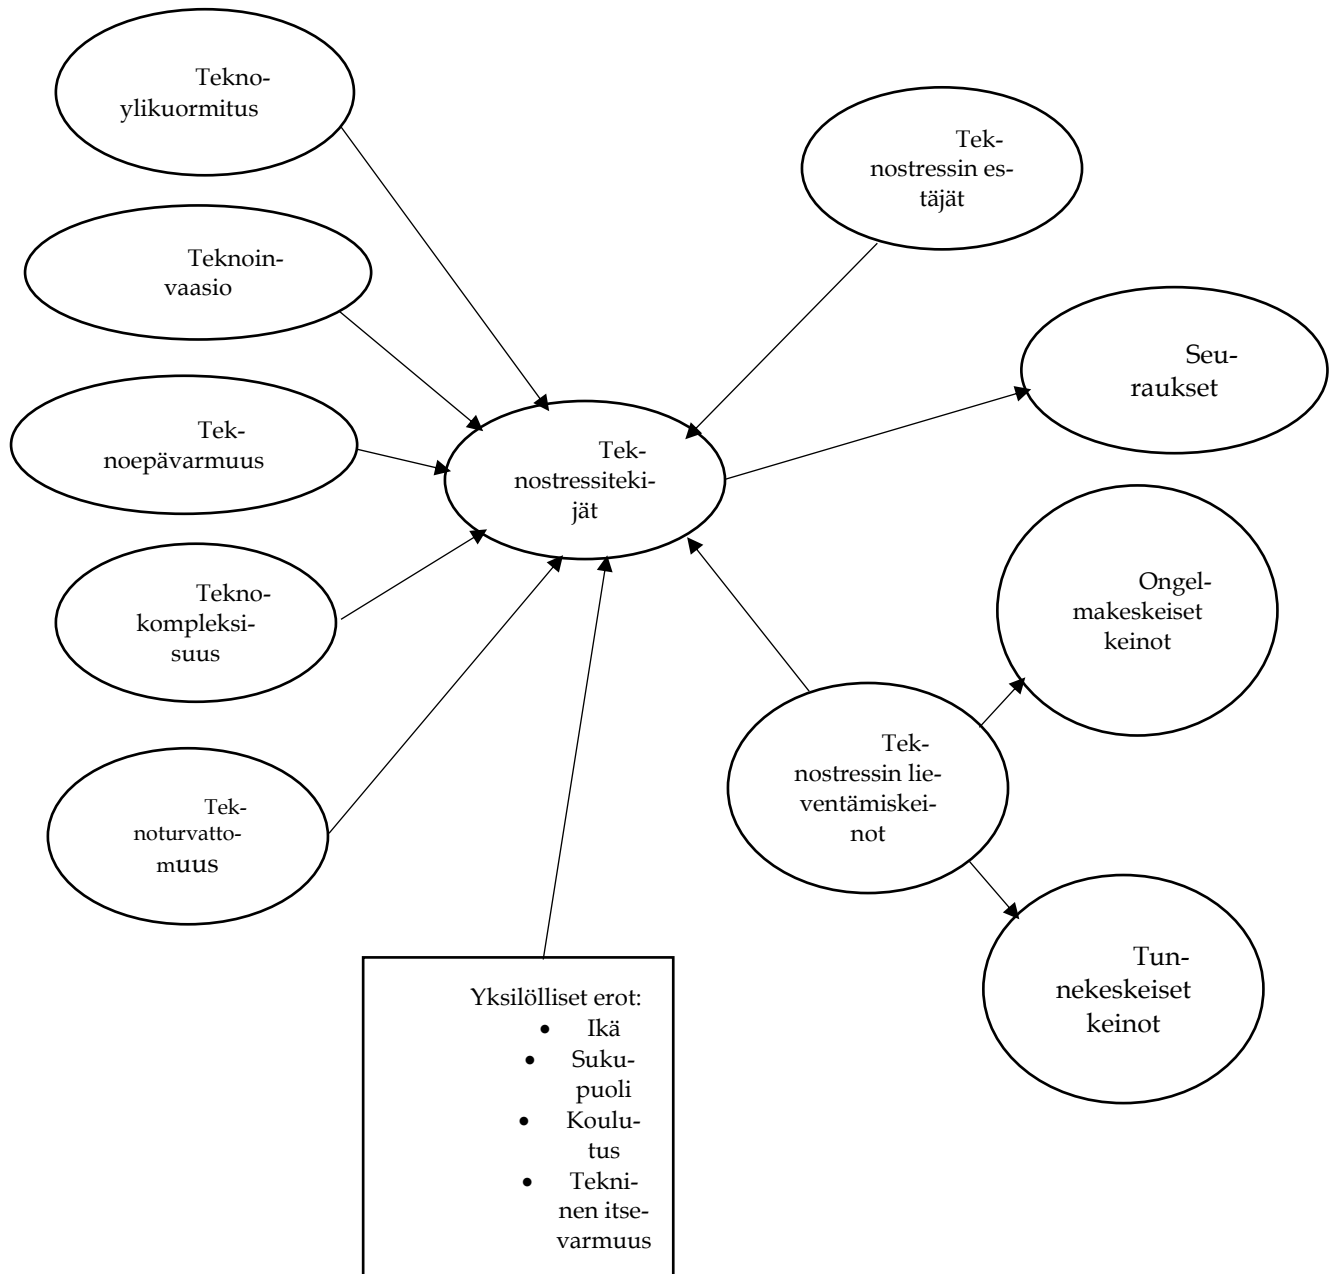 Tekno-
ylikuormitus
Teknoin-
vaasio
Tek-
noepävarmuus
Tekno-
kompleksi-
suus
Tek-
noturvatto-
muus
Tek-
nostressiteki-
jät
Yksilölliset erot:
• Ikä
• Suku-
puoli
• Koulu-
tus
• Tekni-
nen itse-
varmuus
Tek-
nostressin es-
täjät
Seu-
raukset
Ongel-
makeskeiset
keinot
Tek-
nostressin lie-
ventämiskei-
not
Tun-
nekeskeiset
keinot